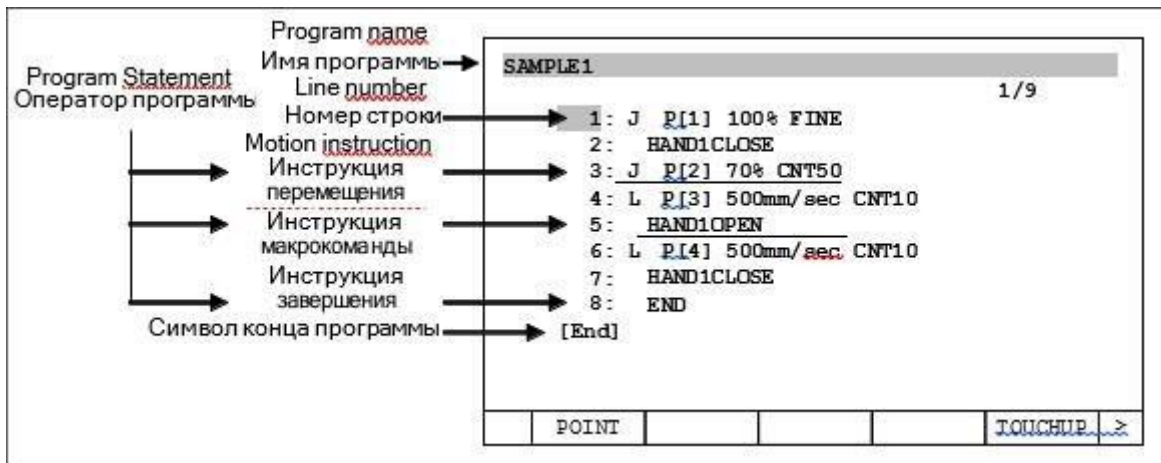 Program name
Имя программы
Program Statement
Оператор программы
Line number
Номер строки
Motion instruction
Инструкция
перемещения
Инструкция
макрокоманды
Инструкция
завершения
Символ конца программы
SAMPLE1
1/9
1: J P[1] 100% FINE
2: HAND1CLOSE
3: J P[2] 70% CNT50
4: L P[3] 500mm/sec CNT10
5: HAND1OPEN
6: L P[4] 500mm/sec CNT10
7: HAND1CLOSE
8: END
[End]
POINT TOUCHUP >